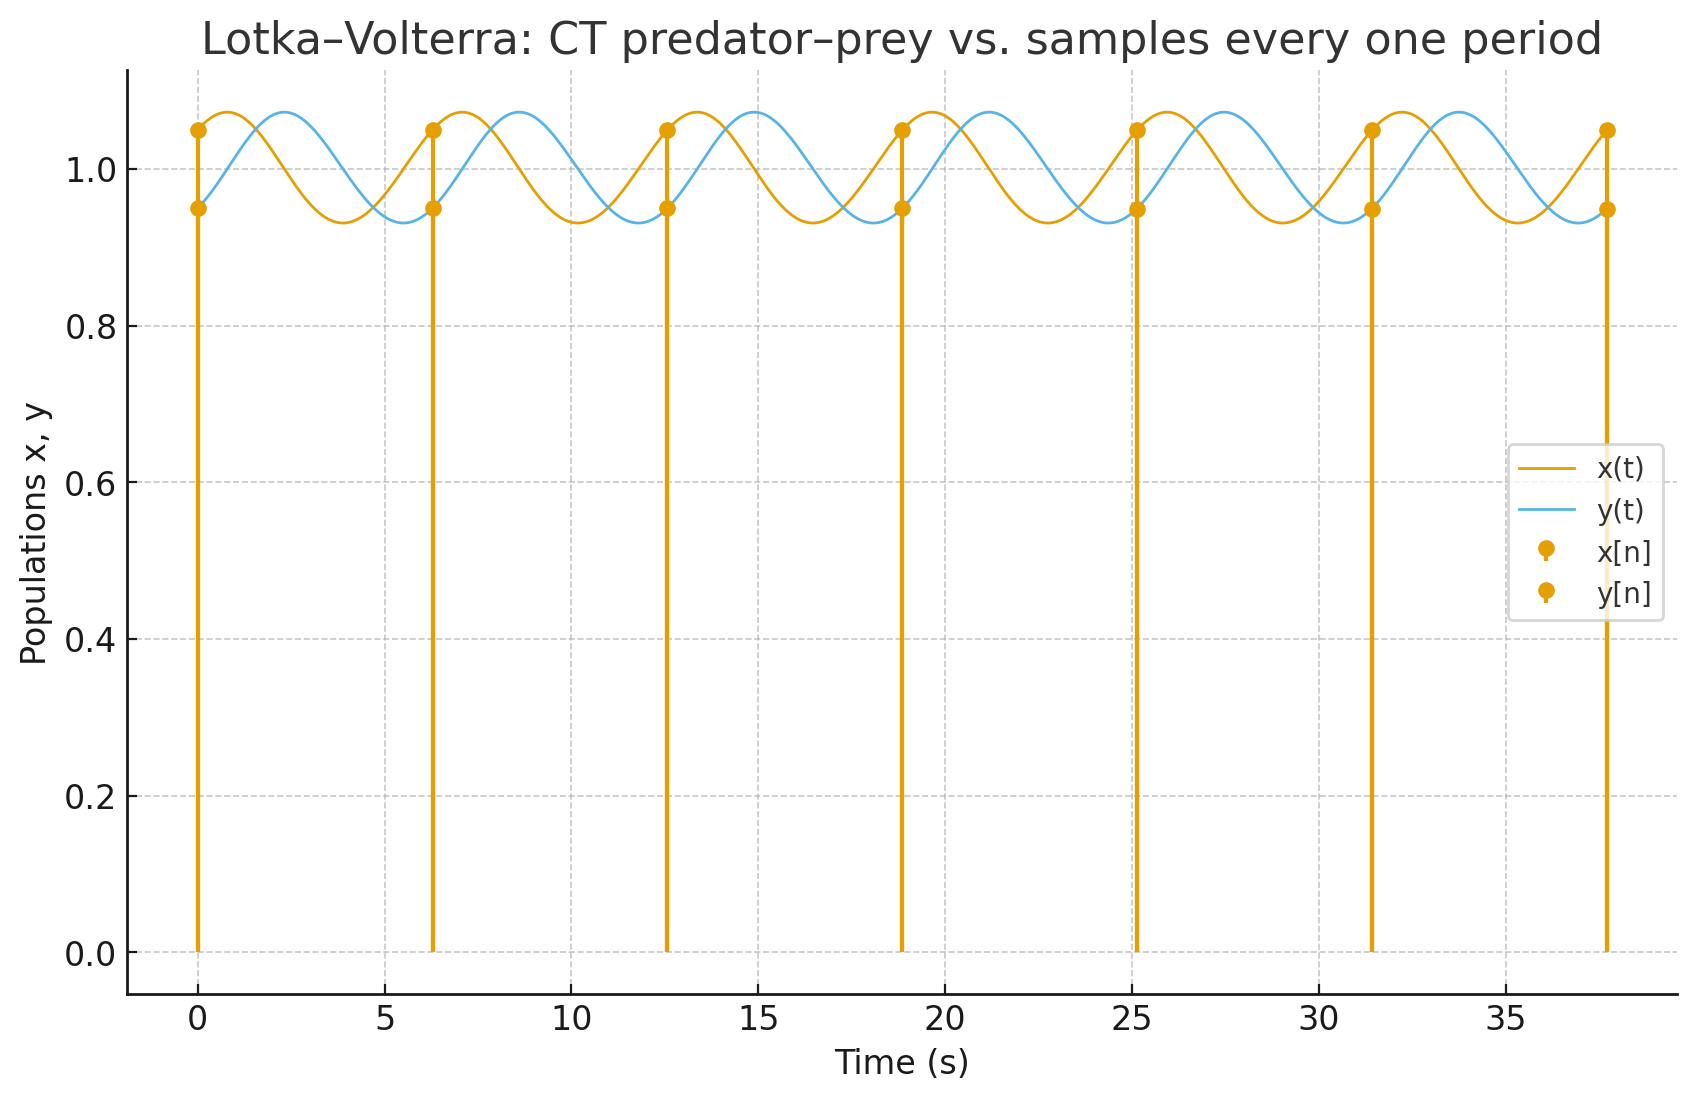 Lotka–Volterra: CT predator–prey vs. samples every one period
Populations x, y
1.0
0.8
0.6
0.4
0.2
0.0
x(t)
y(t)
x[n]
y[n]
0 5 10 15 20 25 30 35
Time (s)